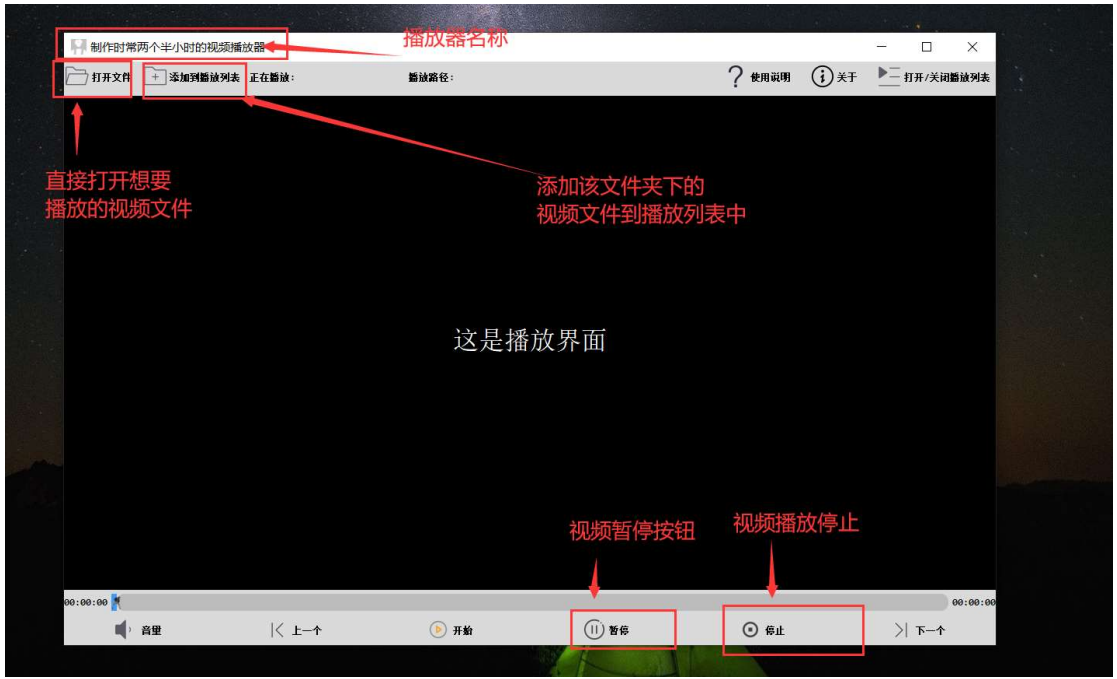 制作时常两个半小时的视频播放器
播放器名称
打开文件 添加到播放列表 正在播放: 播放路径: 使用说明 关于 打开/关闭播放列表
直接打开想要
播放的视频文件
添加该文件夹下的
视频文件到播放列表中
这是播放界面
视频暂停按钮
视频播放停止
00:00:00 00:00:00
音量 上一个 开始 暂停 停止 下一个